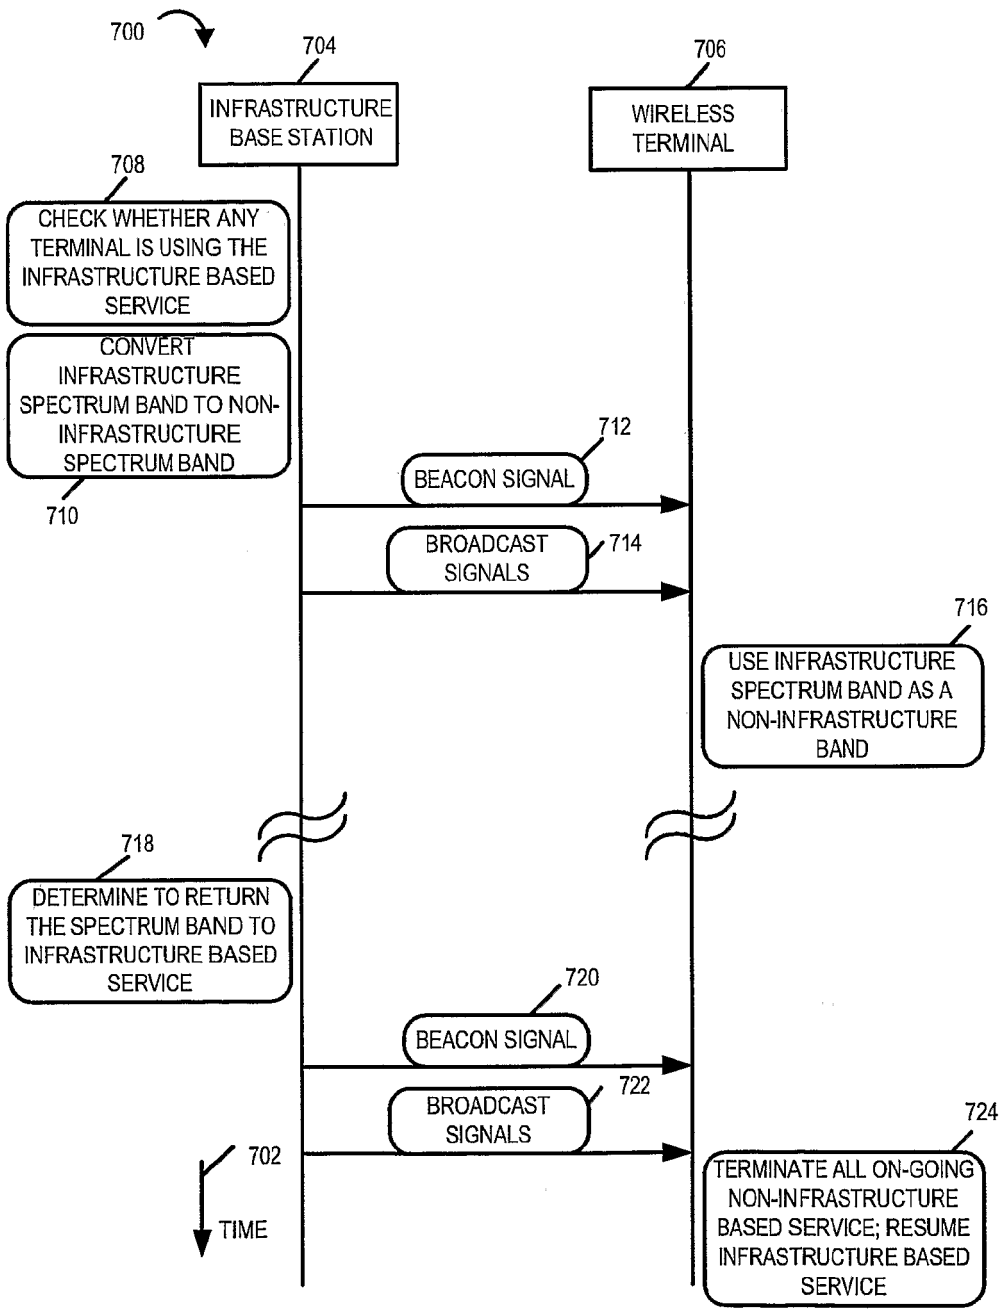 700
704
INFRASTRUCTURE
BASE STATION
706
WIRELESS
TERMINAL
708
CHECK WHETHER ANY
TERMINAL IS USING THE
INFRASTRUCTURE BASED
SERVICE
CONVERT
INFRASTRUCTURE
SPECTRUM BAND TO NON-
INFRASTRUCTURE
SPECTRUM BAND
710
712
BEACON SIGNAL
BROADCAST
SIGNALS
714
716
USE INFRASTRUCTURE
SPECTRUM BAND AS A
NON-INFRASTRUCTURE
BAND
718
DETERMINE TO RETURN
THE SPECTRUM BAND TO
INFRASTRUCTURE BASED
SERVICE
720
BEACON SIGNAL
722
BROADCAST
SIGNALS
724
TERMINATE ALL ON-GOING
NON-INFRASTRUCTURE
BASED SERVICE; RESUME
INFRASTRUCTURE BASED
SERVICE
702
TIME